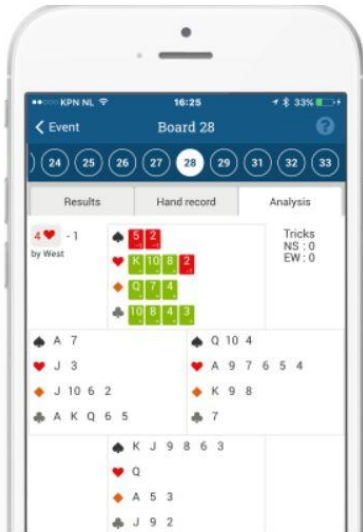 KPN NL 16:25 33%
Event Board 28 ?
24 25 26 27 28 29 31 32 33
Results Hand record Analysis
4♥ - 1
by West
Tricks
NS : 0
EW : 0
♠ 5 2
♥ K 10 8 2
♦ Q 7 4
♣ 10 8 4 3
♠ A 7
♥ J 3
♦ J 10 6 2
♣ A K Q 6 5
♠ Q 10 4
♥ A 9 7 6 5 4
♦ K 9 8
♣ 7
♠ K J 9 8 6 3
♥ Q
♦ A 5 3
♣ J 9 2